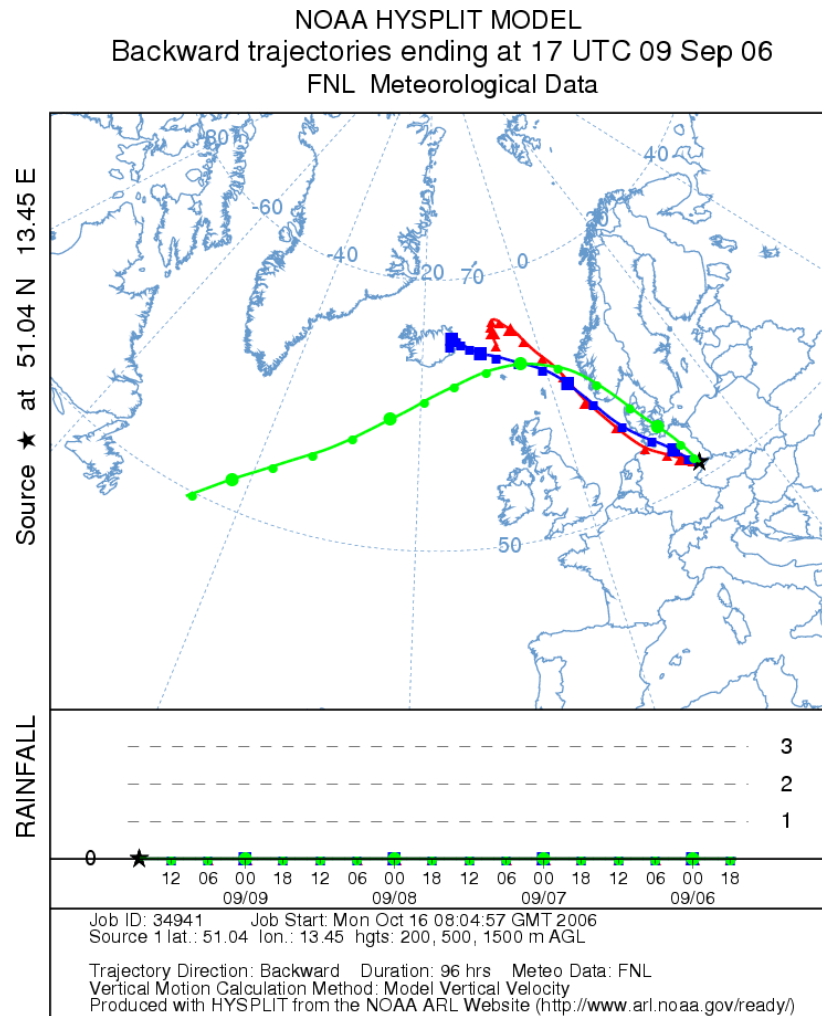 NOAA HYSPLIT MODEL
Backward trajectories ending at 17 UTC 09 Sep 06
FNL Meteorological Data
Source ★ at 51.04 N 13.45 E
-80
-60
-40
-20
70
0
40
50
RAINFALL
3
2
1
0
12 06 00 18 12 06 00 18 12 06 00 18 12 06 00 18
09/09 09/08 09/07 09/06
Job ID: 34941 Job Start: Mon Oct 16 08:04:57 GMT 2006
Source 1 lat.: 51.04 lon.: 13.45 hgts: 200, 500, 1500 m AGL
Trajectory Direction: Backward Duration: 96 hrs Meteo Data: FNL
Vertical Motion Calculation Method: Model Vertical Velocity
Produced with HYSPLIT from the NOAA ARL Website (http://www.arl.noaa.gov/ready/)